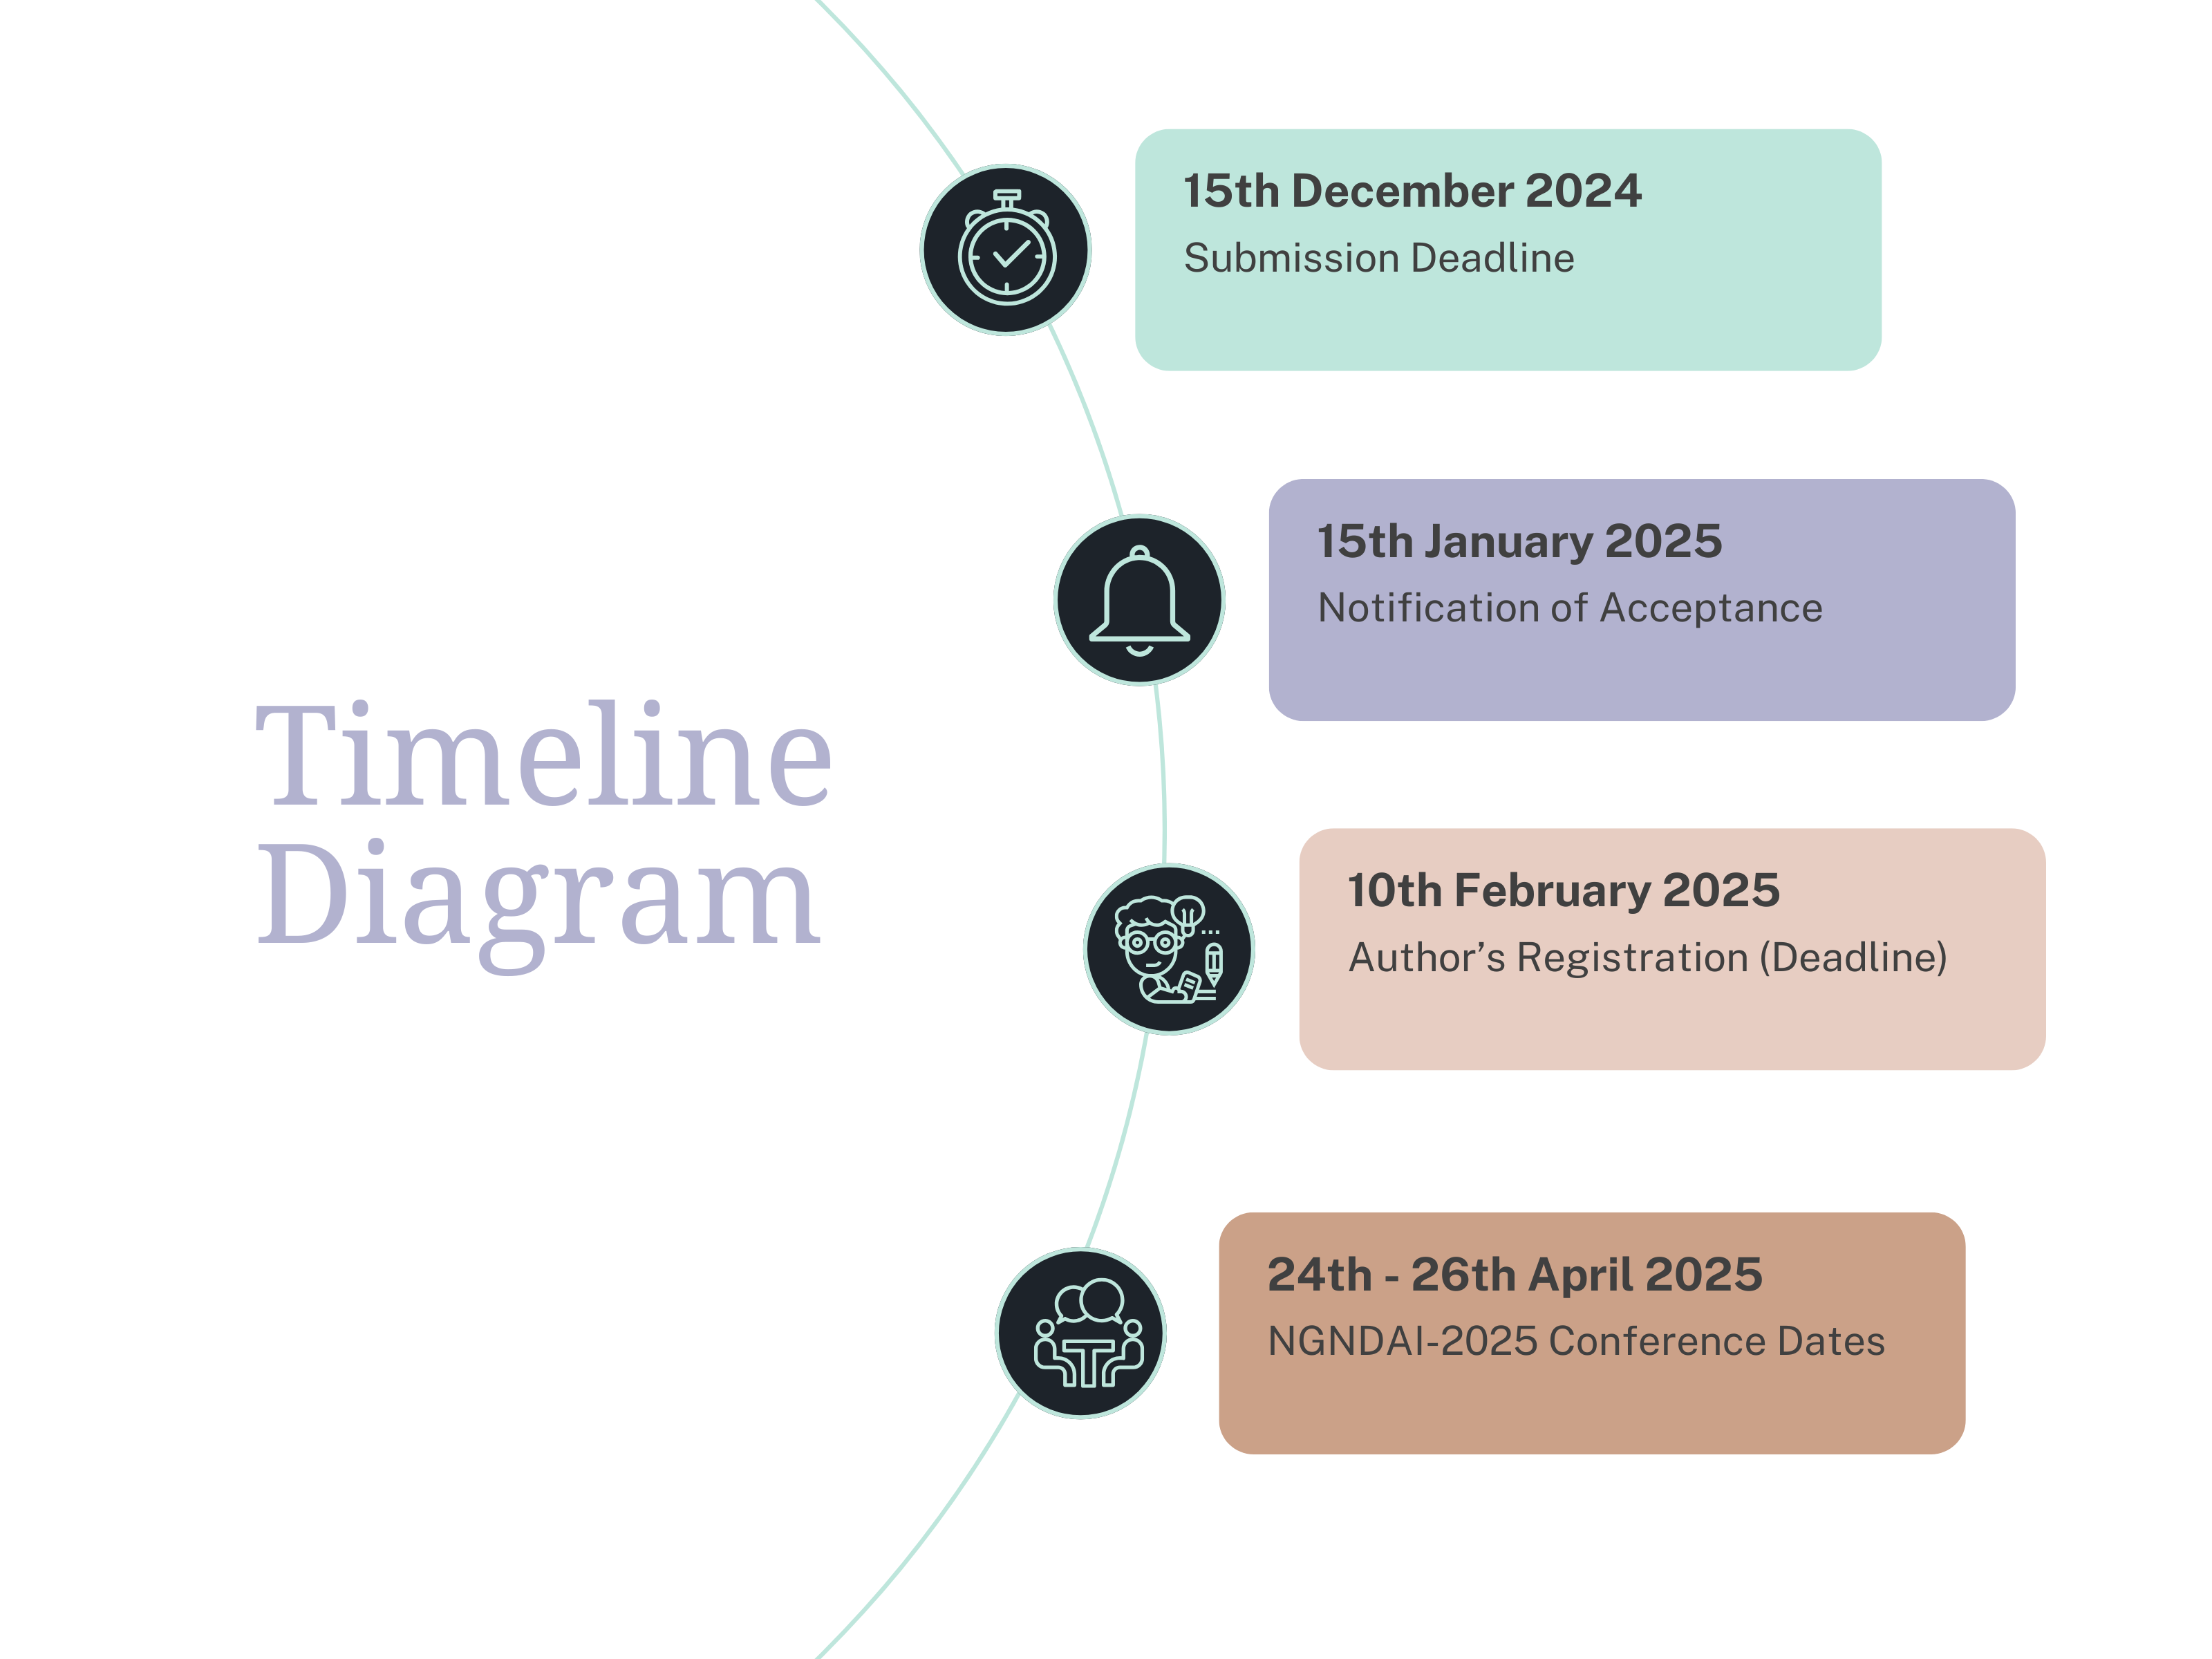 Timeline
Diagram
15th December 2024
Submission Deadline
15th January 2025
Notification of Acceptance
10th February 2025
Author’s Registration (Deadline)
24th - 26th April 2025
NGNDAI-2025 Conference Dates